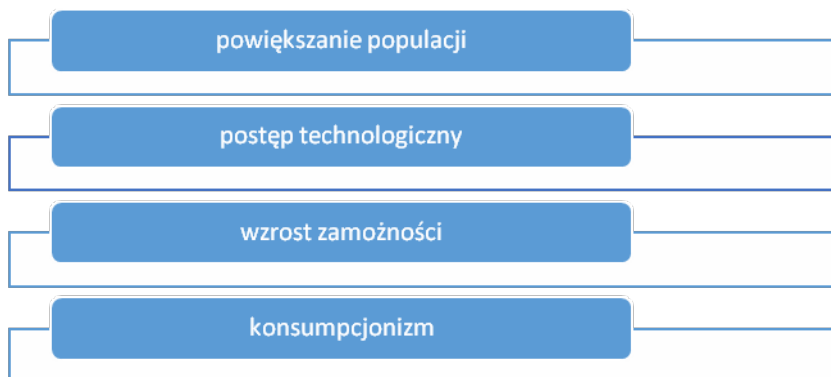 powiększanie populacji
postęp technologiczny
wzrost zamożności
konsumpcjonizm